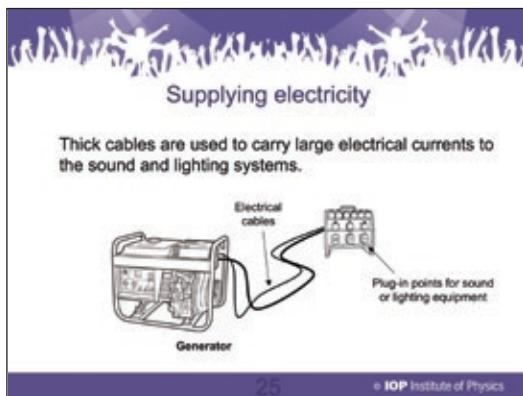 Supplying electricity
Thick cables are used to carry large electrical currents to
the sound and lighting systems.
Electrical
cables
Plug-in points for sound
or lighting equipment
Generator
25
© IOP Institute of Physics